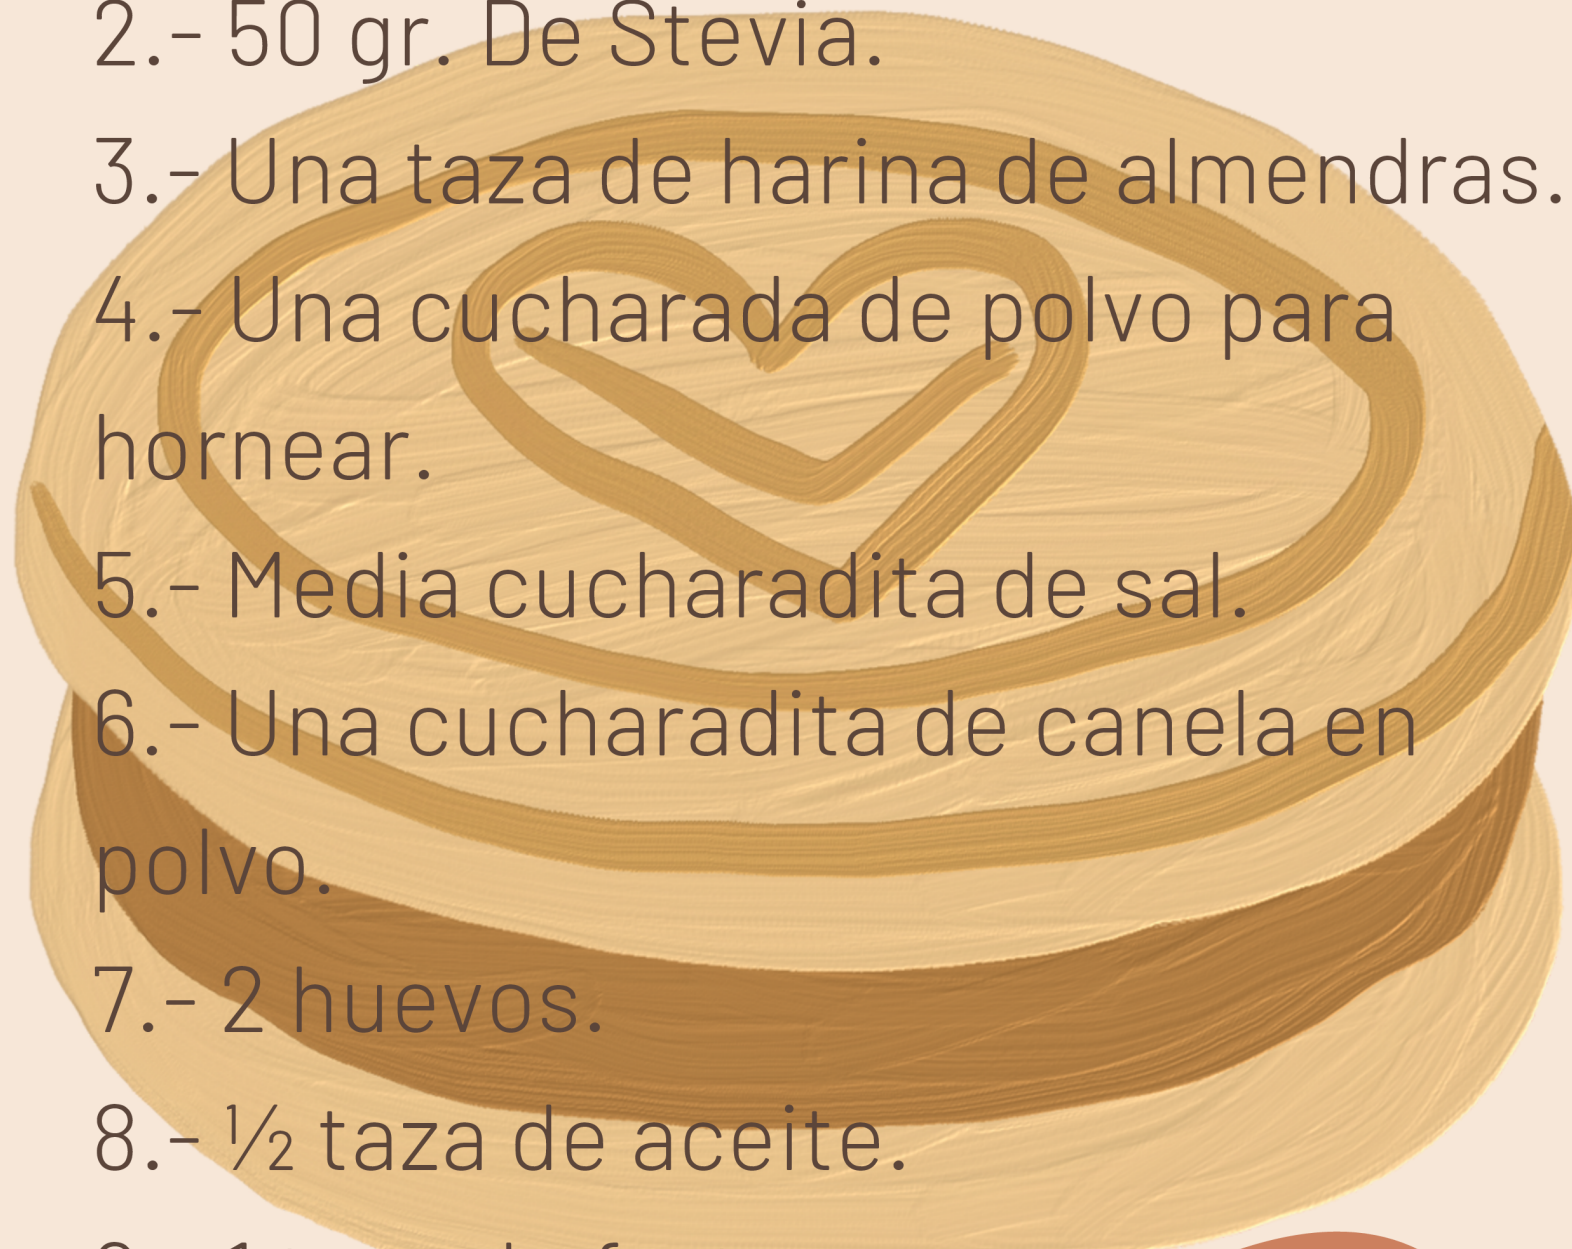 2.- 50 gr. De Stevia.
3.- Una taza de harina de almendras.
4.- Una cucharada de polvo para
hornear.
5.- Media cucharadita de sal.
6.- Una cucharadita de canela en
polvo.
7.- 2 huevos.
8.- ½ taza de aceite.